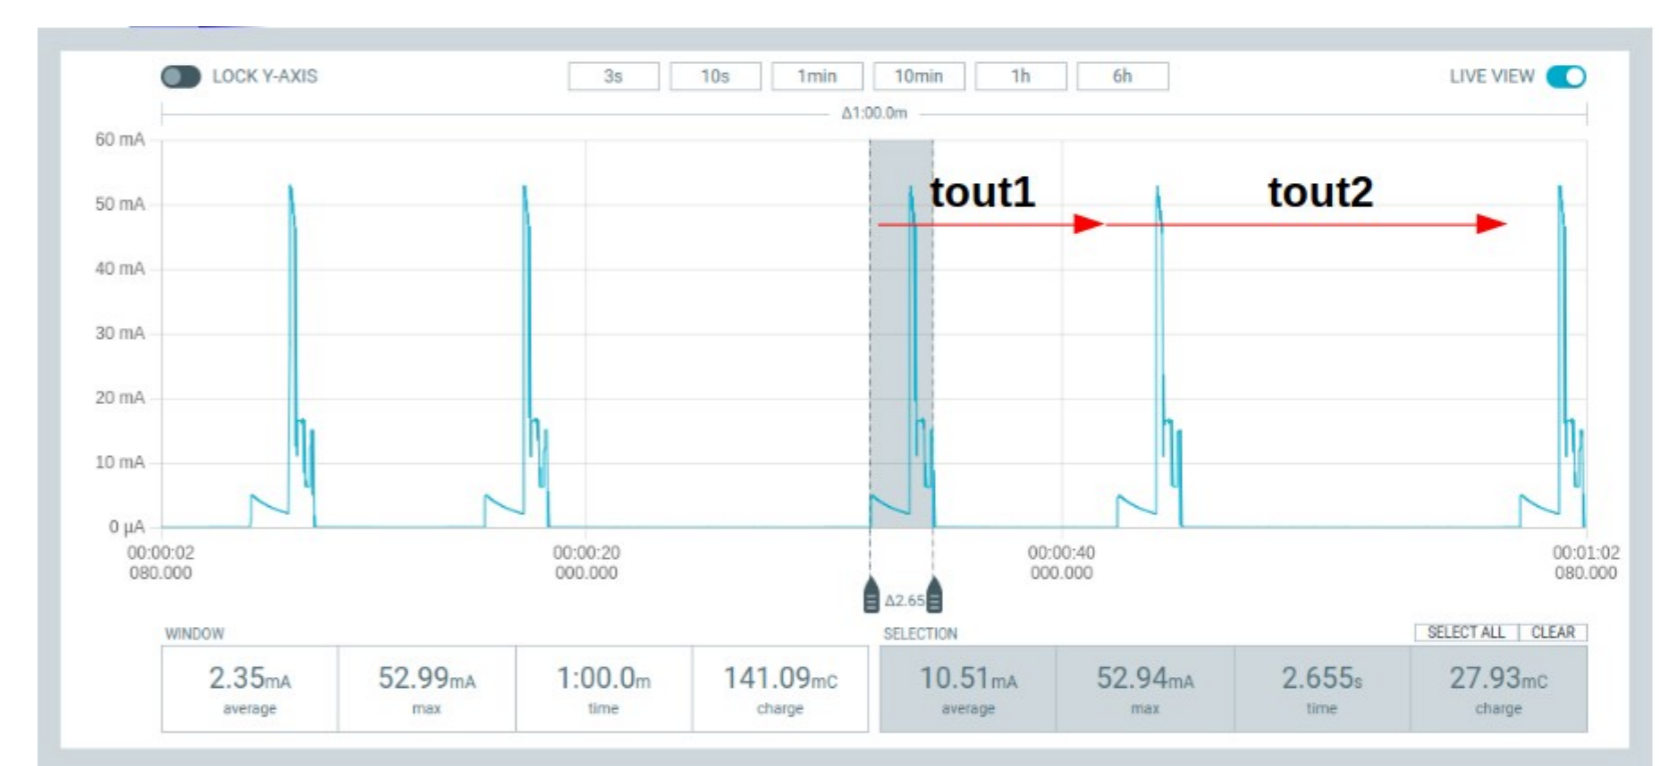 LOCK Y-AXIS 3s 10s 1min 10min 1h 6h LIVE VIEW
Δ1:00.0m
60 mA
50 mA
tout1 tout2
40 mA
30 mA
20 mA
10 mA
0 µA
00:00:02 00:00:20 00:00:40 00:01:02
080.000 000.000 000.000 080.000
Δ2.65
WINDOW SELECTION SELECT ALL CLEAR
2.35mA 52.99mA 1:00.0m 141.09mC 10.51mA 52.94mA 2.655s 27.93mC
average max time charge average max time charge